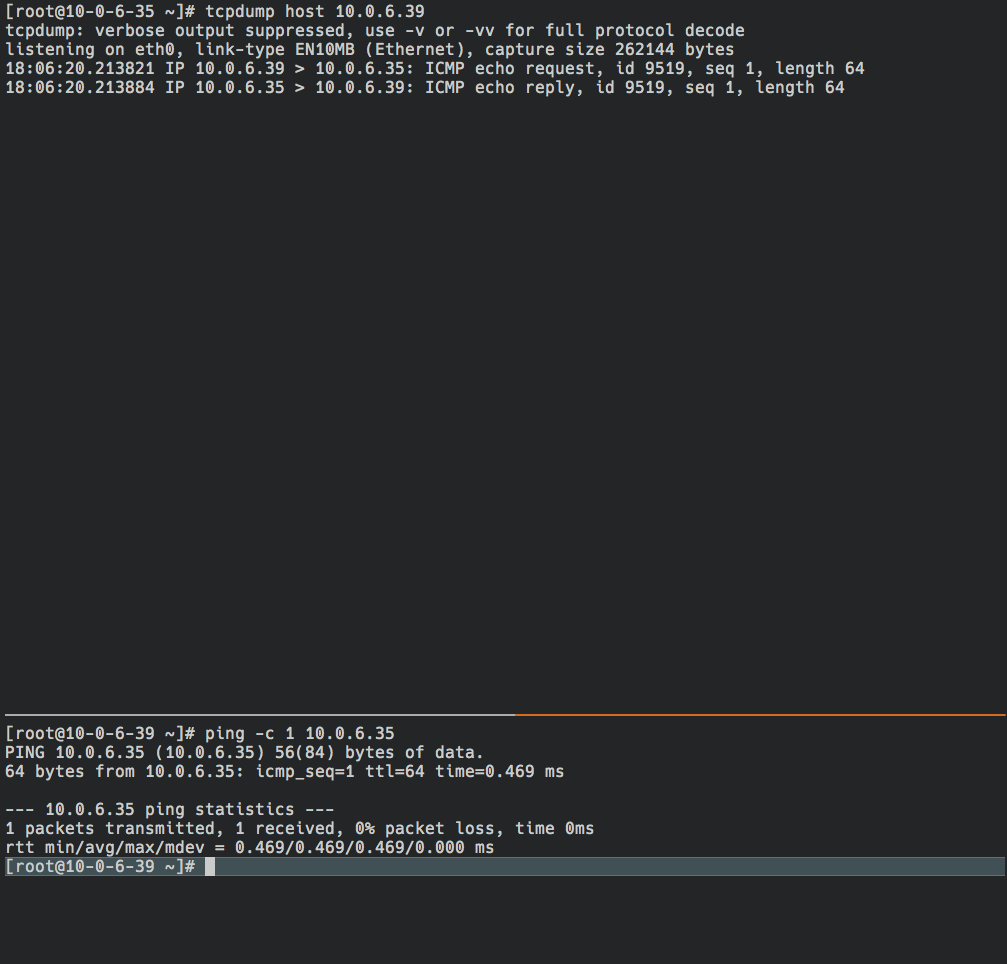 [root@10-0-6-35 ~]# tcpdump host 10.0.6.39
tcpdump: verbose output suppressed, use -v or -vv for full protocol decode
listening on eth0, link-type EN10MB (Ethernet), capture size 262144 bytes
18:06:20.213821 IP 10.0.6.39 > 10.0.6.35: ICMP echo request, id 9519, seq 1, length 64
18:06:20.213884 IP 10.0.6.35 > 10.0.6.39: ICMP echo reply, id 9519, seq 1, length 64
[root@10-0-6-39 ~]# ping -c 1 10.0.6.35
PING 10.0.6.35 (10.0.6.35) 56(84) bytes of data.
64 bytes from 10.0.6.35: icmp_seq=1 ttl=64 time=0.469 ms
--- 10.0.6.35 ping statistics ---
1 packets transmitted, 1 received, 0% packet loss, time 0ms
rtt min/avg/max/mdev = 0.469/0.469/0.469/0.000 ms
[root@10-0-6-39 ~]#